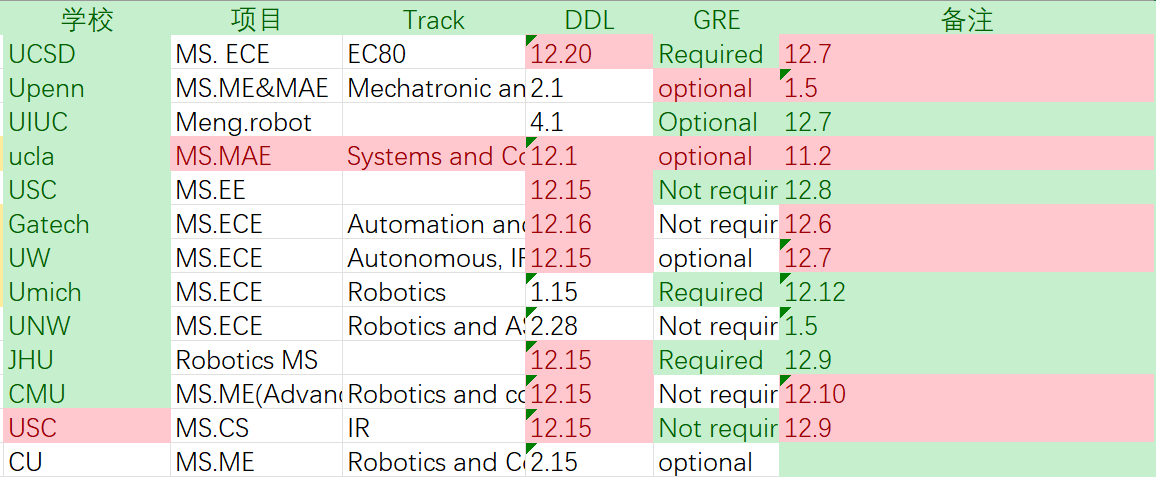 学校 项目 Track DDL GRE 备注
UCSD MS. ECE EC80 12.20 Required 12.7
Upenn MS.ME&MAE Mechatronic an 2.1 optional 1.5
UIUC Meng.robot 4.1 Optional 12.7
ucla MS.MAE Systems and Co 12.1 optional 11.2
USC MS.EE 12.15 Not requir 12.8
Gatech MS.ECE Automation and 12.16 Not requir 12.6
UW MS.ECE Autonomous, IR 12.15 optional 12.7
Umich MS.ECE Robotics 1.15 Required 12.12
UNW MS.ECE Robotics and AS 2.28 Not requir 1.5
JHU Robotics MS 12.15 Required 12.9
CMU MS.ME(Advanc Robotics and co 12.15 Not requir 12.10
USC MS.CS IR 12.15 Not requir 12.9
CU MS.ME Robotics and Co 2.15 optional